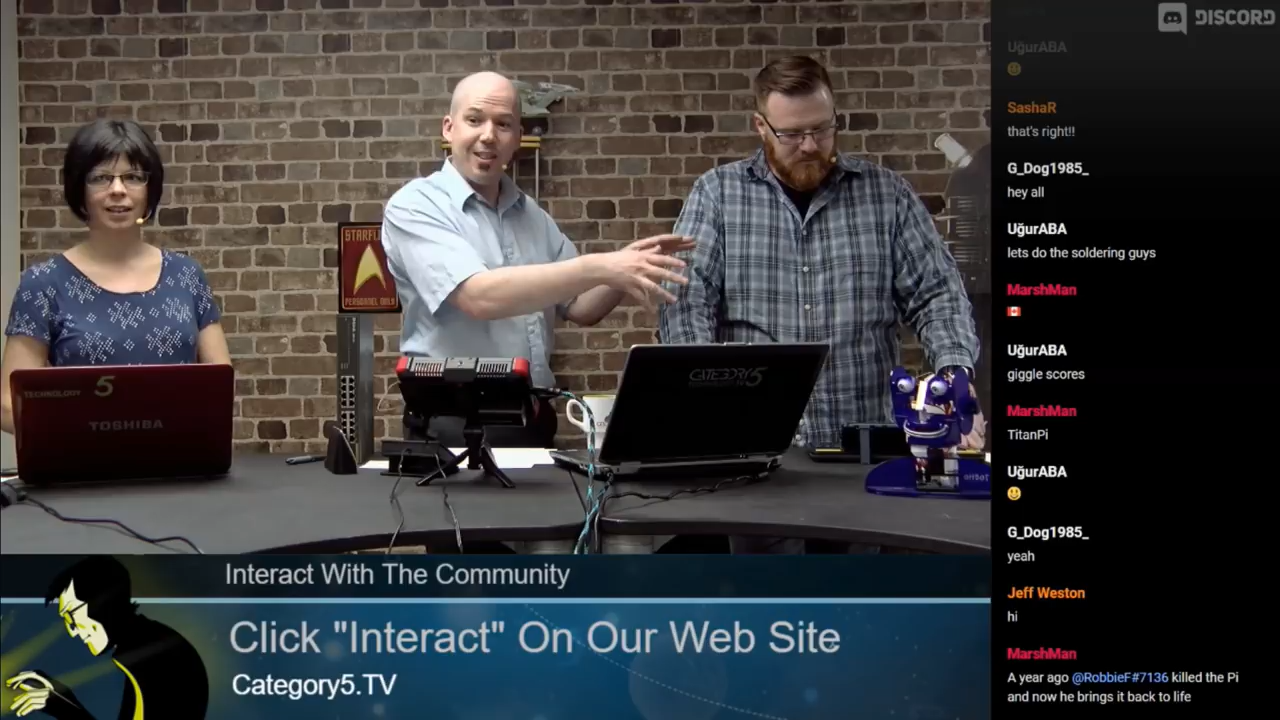 STARFL
PERSONNEL ONLY
TECHNOLOGY 5
TOSHIBA
CATEGORY 5
Interact With The Community
Click "Interact" On Our Web Site
Category5.TV
DISCORD
UğurABA
SashaR
that's right!!
G_Dog1985_
hey all
UğurABA
lets do the soldering guys
MarshMan
UğurABA
giggle scores
MarshMan
TitanPi
UğurABA
G_Dog1985_
yeah
Jeff Weston
hi
MarshMan
A year ago @RobbieF#7136 killed the Pi
and now he brings it back to life